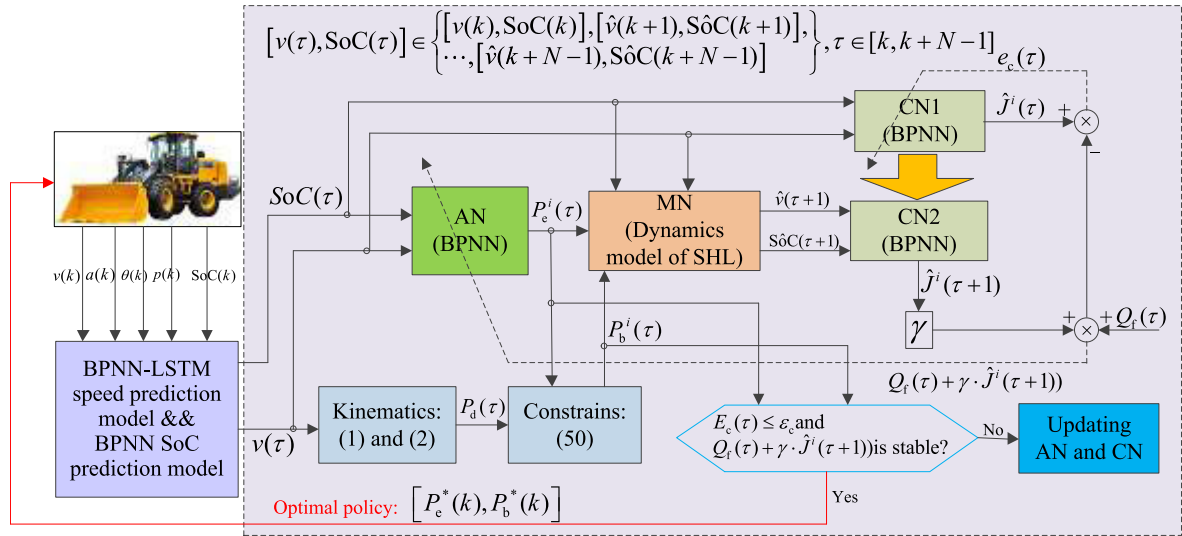 [v(τ),SoC(τ)]∈{[v(k),SoC(k)],[v̂(k+1),SôC(k+1)],
⋯,[v̂(k+N−1),SôC(k+N−1)]},τ∈[k,k+N−1]
e_c(τ)
CN1
(BPNN)
Ĵ^i(τ)
+
×
−
SoC(τ)
AN
(BPNN)
P_e^i(τ)
MN
(Dynamics
model of SHL)
v̂(τ+1)
SôC(τ+1)
CN2
(BPNN)
v(k)
a(k)
θ(k)
p(k)
SoC(k)
Ĵ^i(τ+1)
γ
+
×
+
Q_f(τ)
P_b^i(τ)
Q_f(τ)+γ·Ĵ^i(τ+1))
BPNN-LSTM
speed prediction
model &&
BPNN SoC
prediction model
v(τ)
Kinematics:
(1) and (2)
P_d(τ)
Constrains:
(50)
E_c(τ)≤ε_c and
Q_f(τ)+γ·Ĵ^i(τ+1))is stable?
No
Updating
AN and CN
Yes
Optimal policy: [P_e^*(k),P_b^*(k)]